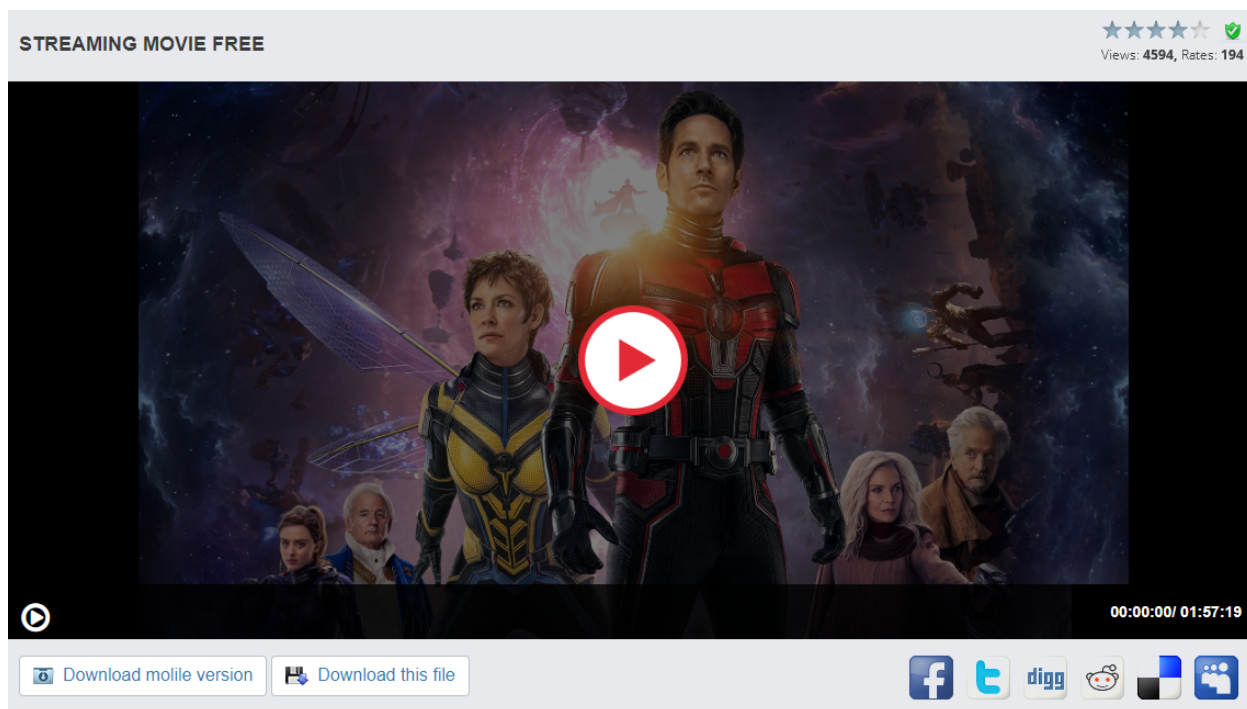 STREAMING MOVIE FREE
Views: 4594, Rates: 194
00:00:00/ 01:57:19
Download molile version
Download this file
digg